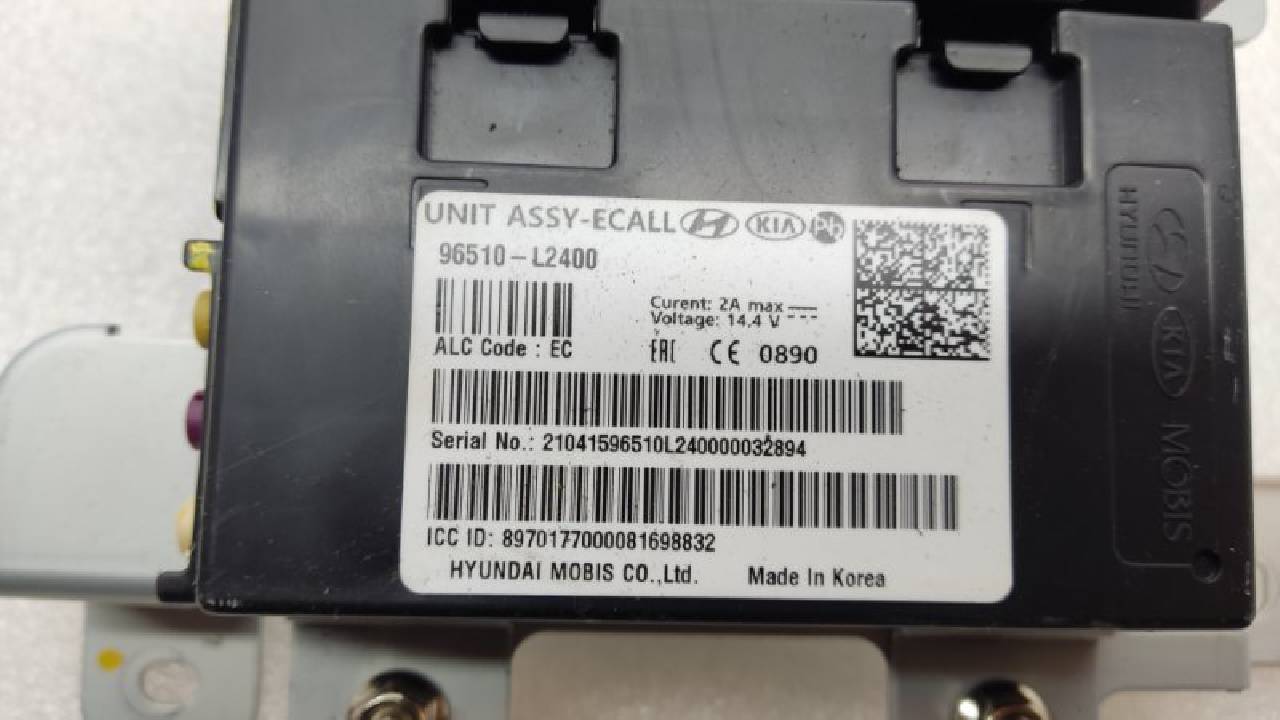 UNIT ASSY-ECALL KIA Pb
96510-L2400
Curent: 2A max
Voltage: 14.4 V
ALC Code : EC
EAC CE 0890
Serial No.: 21041596510L240000032894
ICC ID: 8970177000081698832
HYUNDAI MOBIS CO.,Ltd. Made In Korea
HYUNDAI
KIA MOBIS